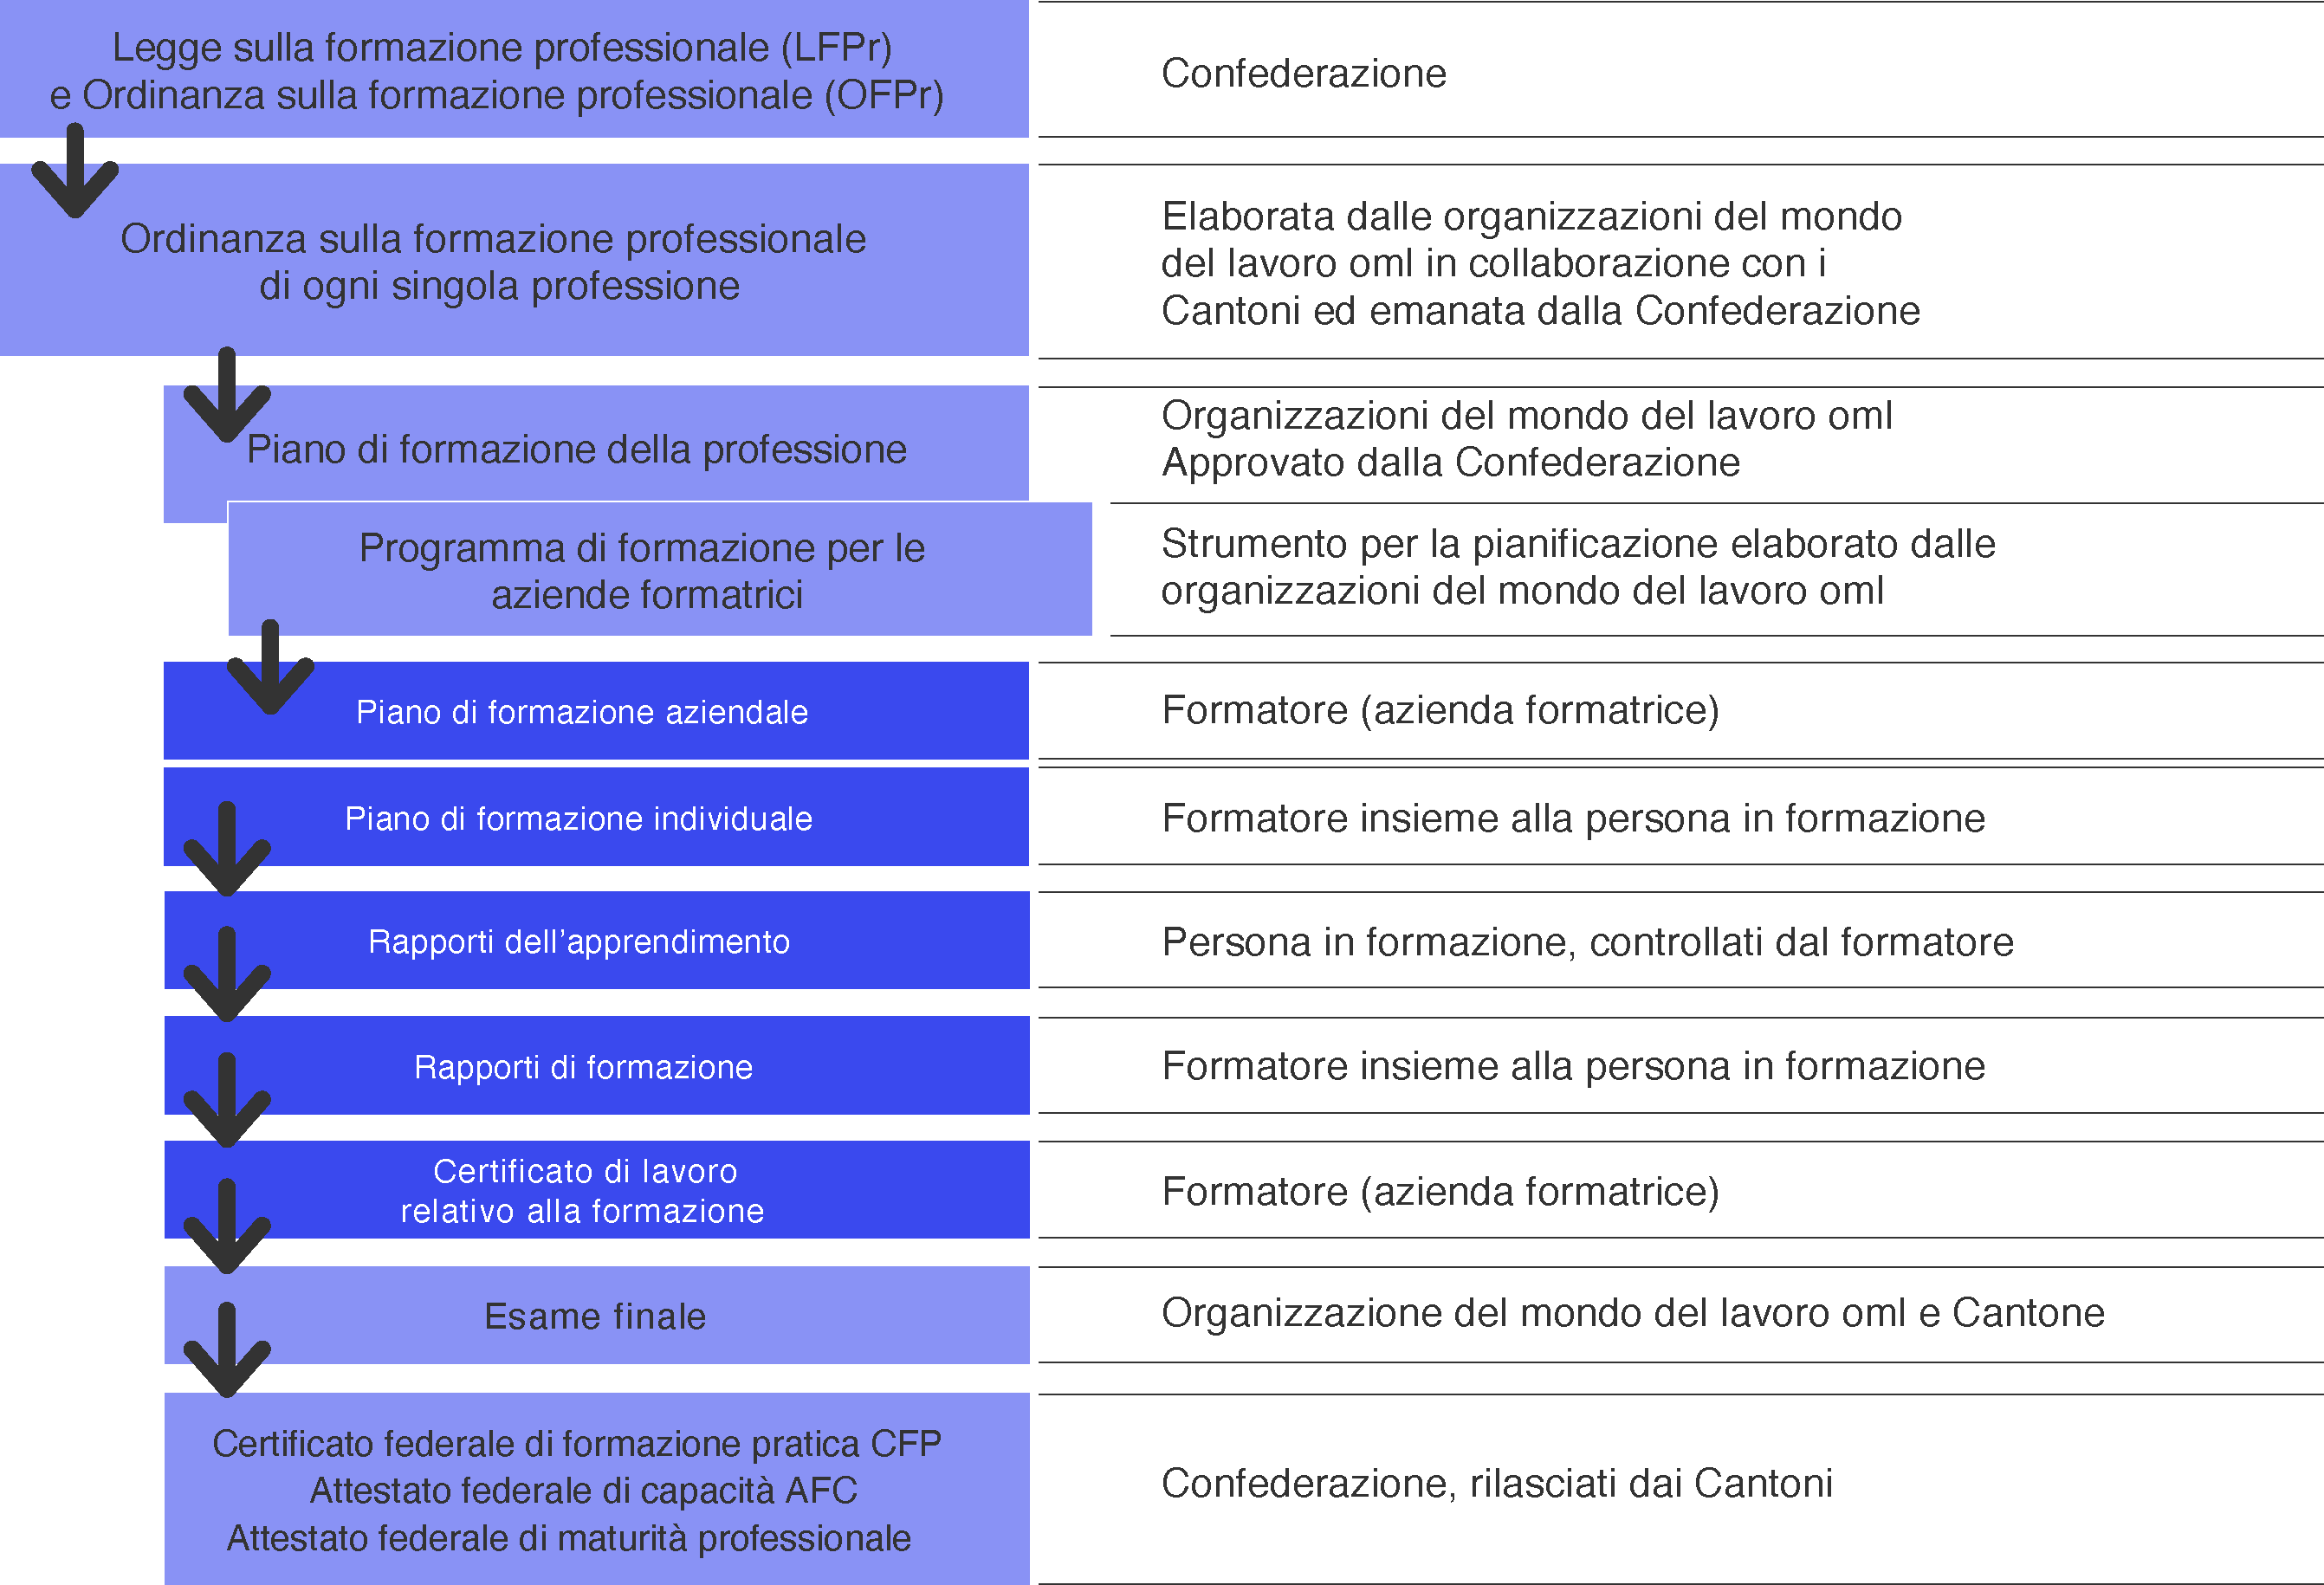 Legge sulla formazione professionale (LFPr)
e Ordinanza sulla formazione professionale (OFPr)
Confederazione
Ordinanza sulla formazione professionale
di ogni singola professione
Elaborata dalle organizzazioni del mondo
del lavoro oml in collaborazione con i
Cantoni ed emanata dalla Confederazione
Piano di formazione della professione
Organizzazioni del mondo del lavoro oml
Approvato dalla Confederazione
Programma di formazione per le
aziende formatrici
Strumento per la pianificazione elaborato dalle
organizzazioni del mondo del lavoro oml
Piano di formazione aziendale
Formatore (azienda formatrice)
Piano di formazione individuale
Formatore insieme alla persona in formazione
Rapporti dell’apprendimento
Persona in formazione, controllati dal formatore
Rapporti di formazione
Formatore insieme alla persona in formazione
Certificato di lavoro
relativo alla formazione
Formatore (azienda formatrice)
Esame finale
Organizzazione del mondo del lavoro oml e Cantone
Certificato federale di formazione pratica CFP
Attestato federale di capacità AFC
Attestato federale di maturità professionale
Confederazione, rilasciati dai Cantoni